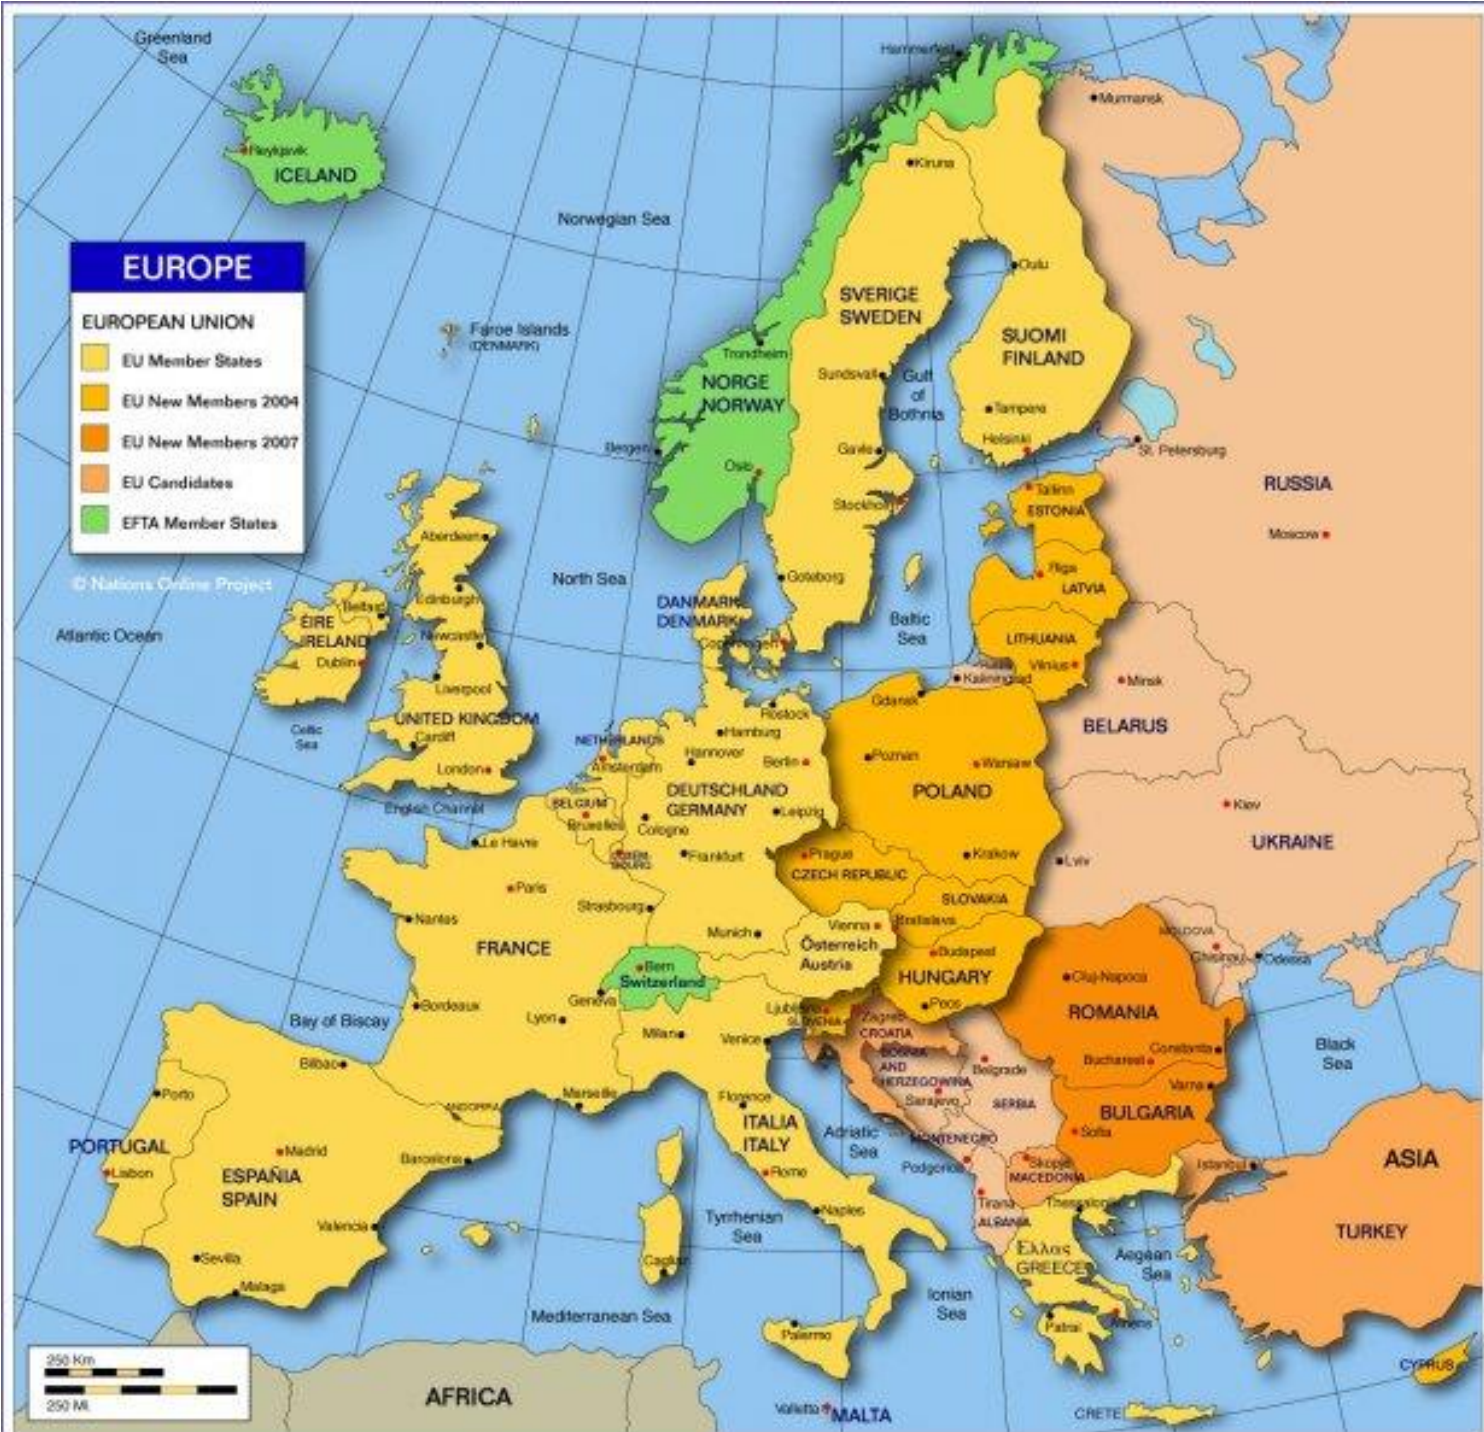 Greenland
Sea
Hammerfest
Murmansk
Reykjavik
ICELAND
Kiruna
Norwegian Sea
EUROPE
EUROPEAN UNION
EU Member States
EU New Members 2004
EU New Members 2007
EU Candidates
EFTA Member States
© Nations Online Project
Oulu
SVERIGE
SWEDEN
SUOMI
FINLAND
Faroe Islands
(DENMARK)
Trondheim
NORGE
NORWAY
Sundsvall
Gulf
of
Bothnia
Tampere
Helsinki
St. Petersburg
Bergen
Oslo
Gavle
Stockholm
RUSSIA
Moscow
Tallinn
ESTONIA
Riga
LATVIA
LITHUANIA
Vilnius
Kaliningrad
Aberdeen
Edinburgh
North Sea
Goteborg
DANMARK
DENMARK
Copenhagen
Baltic
Sea
Atlantic Ocean
Belfast
ÉIRE
IRELAND
Dublin
Newcastle
Liverpool
UNITED KINGDOM
Cardiff
London
Celtic
Sea
English Channel
Minsk
BELARUS
Gdansk
Rostock
Hamburg
NETHERLANDS
Amsterdam
Hannover
Berlin
Poznan
Warsaw
POLAND
DEUTSCHLAND
GERMANY
BELGIUM
Bruxelles
Cologne
Leipzig
Kiev
UKRAINE
Lviv
Le Havre
Frankfurt
Prague
CZECH REPUBLIC
Krakow
SLOVAKIA
Paris
Strasbourg
Nantes
Munich
Vienna
Bratislava
Österreich
Austria
Budapest
HUNGARY
Pecs
FRANCE
Bern
Switzerland
Geneva
MOLDOVA
Chisinau
Odessa
Cluj-Napoca
ROMANIA
Constanta
Bucharest
Black
Sea
Bordeaux
Bay of Biscay
Lyon
Milan
Venice
Ljubljana
SLOVENIA
Zagreb
CROATIA
BOSNIA
AND
HERZEGOWINA
Sarajevo
Belgrade
SERBIA
Varna
BULGARIA
Sofia
Bilbao
Porto
Marseille
ANDORRA
Florence
ITALIA
ITALY
Adriatic
Sea
MONTENEGRO
Podgorica
Skopje
MACEDONIA
Istanbul
ASIA
TURKEY
PORTUGAL
Lisbon
Madrid
ESPAÑIA
SPAIN
Barcelona
Valencia
Rome
Tirana
ALBANIA
Naples
Tyrrhenian
Sea
Ελλας
GREECE
Aegean
Sea
Sevilla
Malaga
Mediterranean Sea
Ionian
Sea
Palermo
Patrai
Athens
CYPRUS
250 Km
250 Mi.
AFRICA
Valletta
MALTA
CRETE